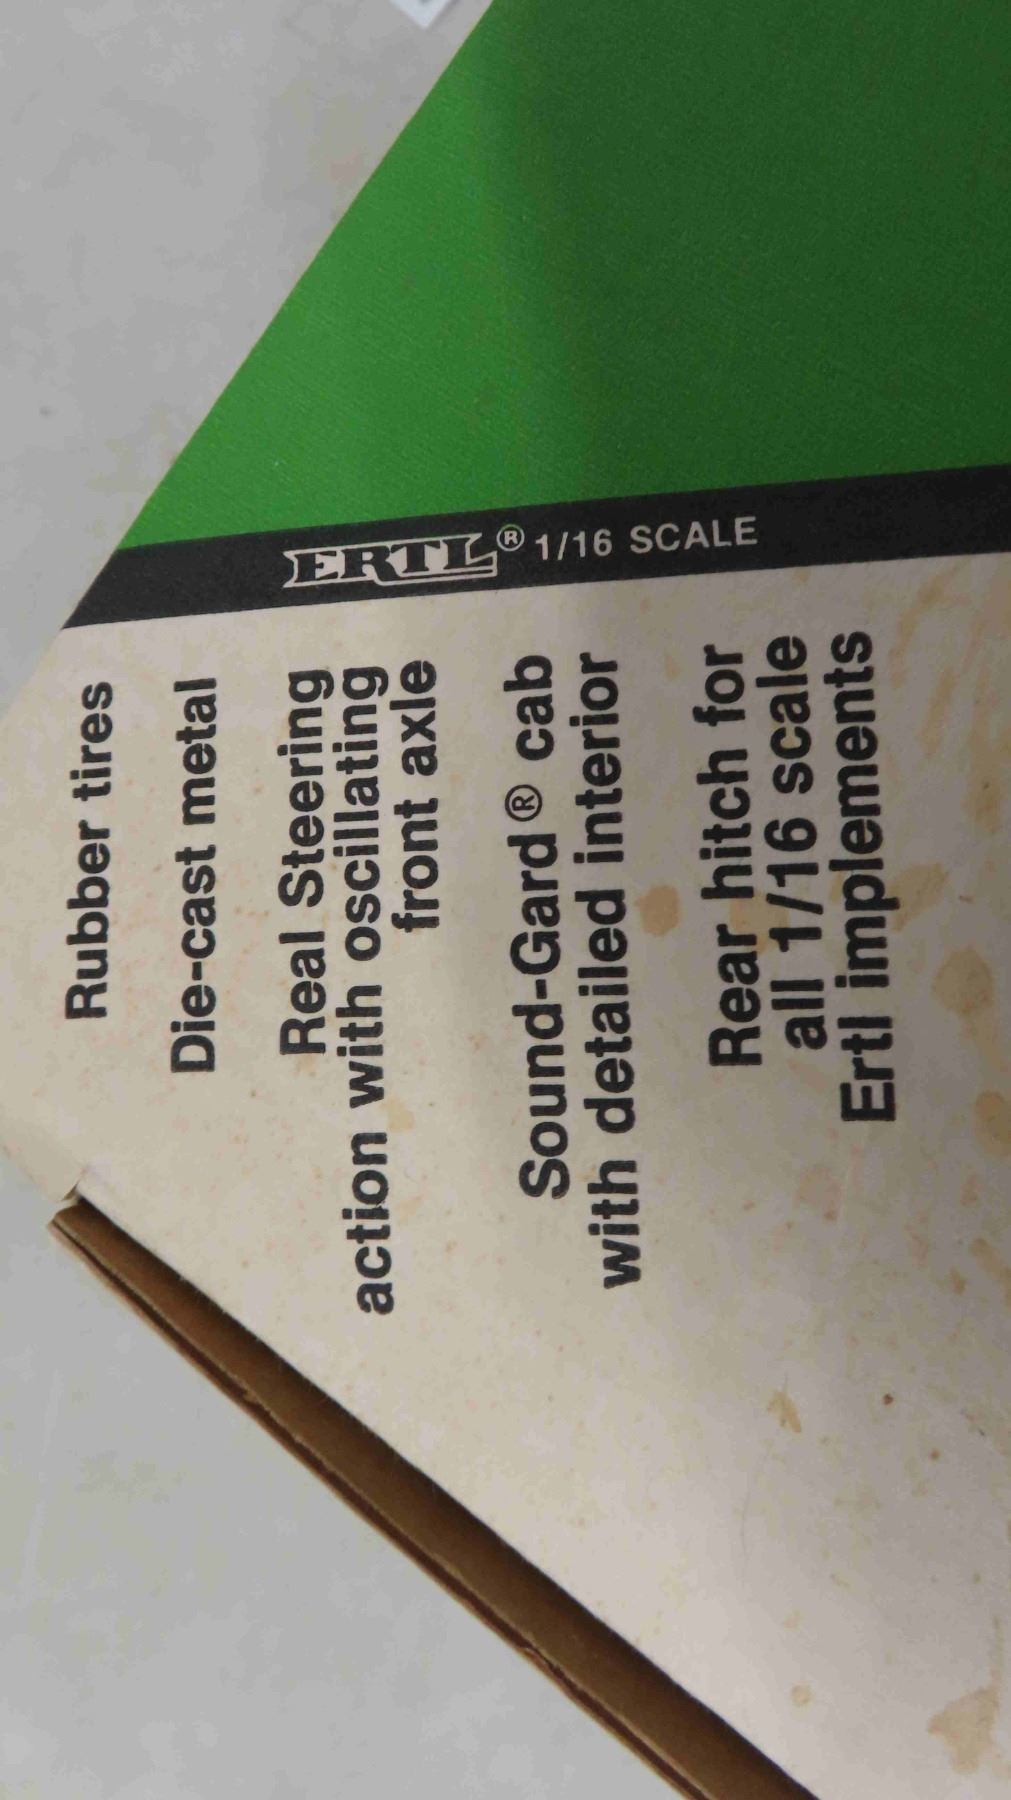 ERTL® 1/16 SCALE
Rubber tires
Die-cast metal
Real Steering
action with oscillating
front axle
Sound-Gard® cab
with detailed interior
Rear hitch for
all 1/16 scale
Ertl implements